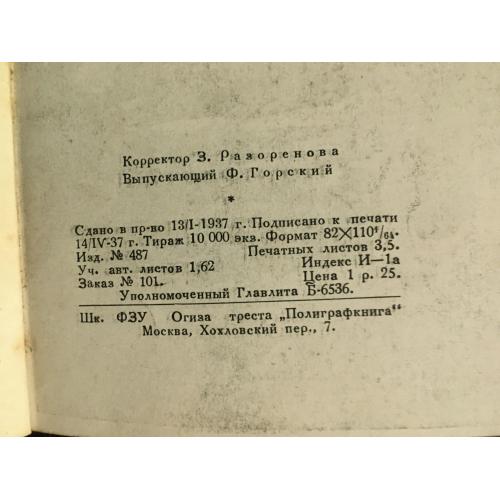 Корректор З. Разоренова
Выпускающий Ф. Горский
*
Сдано в пр-во 13/I-1937 г. Подписано к печати
14/IV-37 г. Тираж 10 000 экз. Формат 82×110¹/₆₄.
Изд. № 487 Печатных листов 3,5.
Уч. авт. листов 1,62 Индекс И—1а
Заказ № 101. Цена 1 р. 25.
Уполномоченный Главлита Б-6536.
Шк. ФЗУ Огиза треста „Полиграфкнига“
Москва, Хохловский пер., 7.